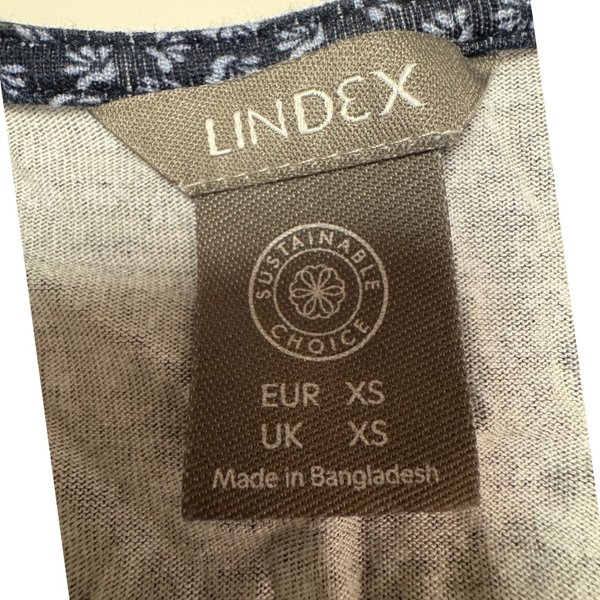 LINDEX
SUSTAINABLE
CHOICE
EUR XS
UK XS
Made in Bangladesh